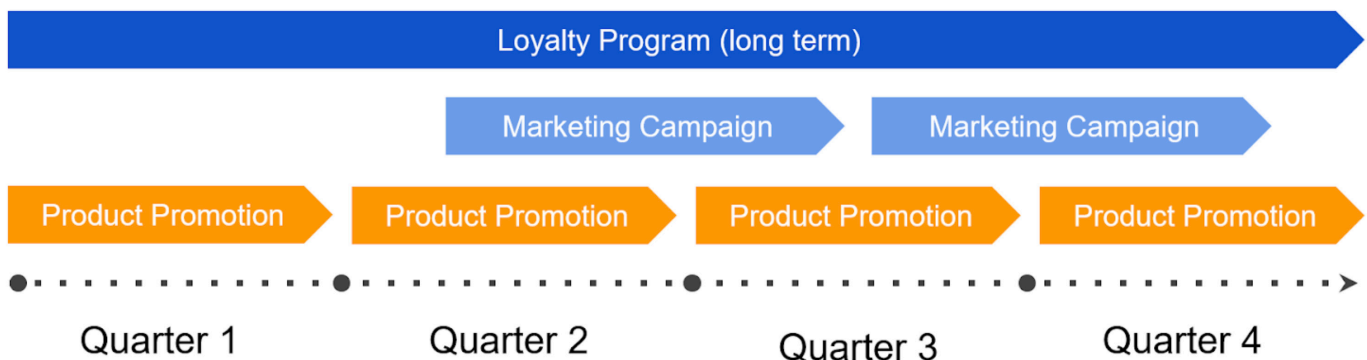 Loyalty Program (long term)
Marketing Campaign
Marketing Campaign
Product Promotion
Product Promotion
Product Promotion
Product Promotion
Quarter 1
Quarter 2
Quarter 3
Quarter 4